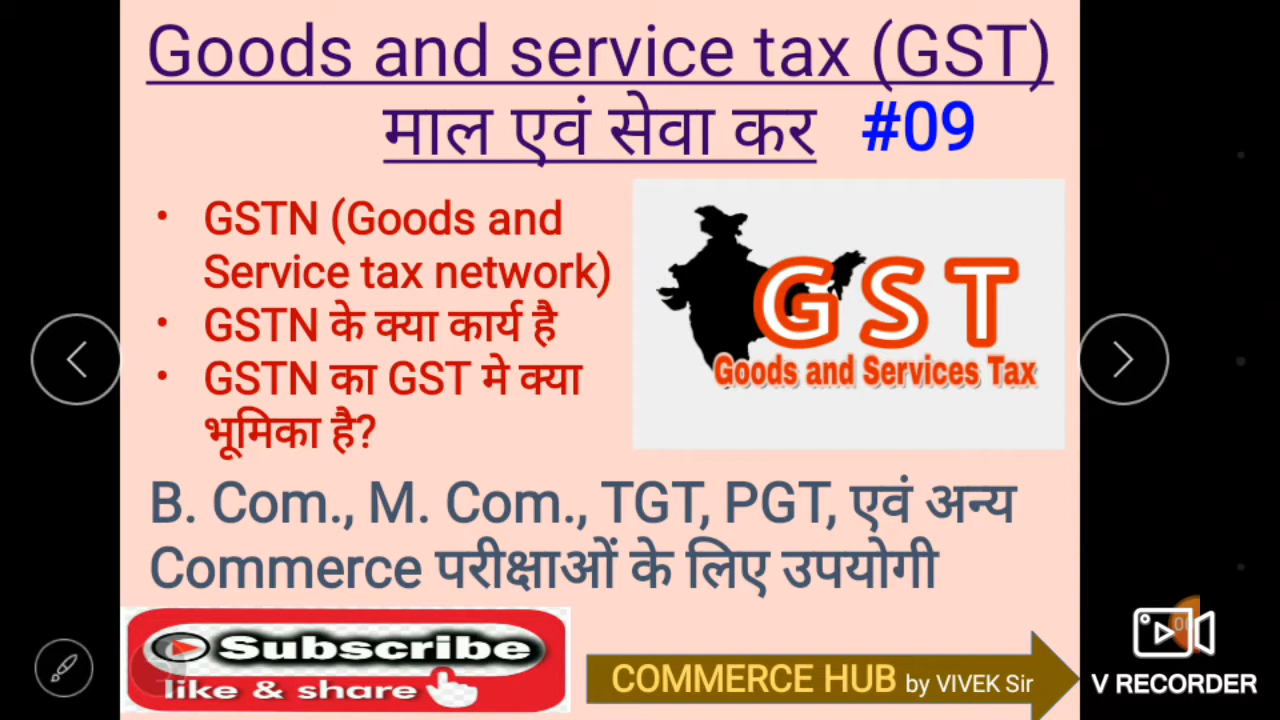 Goods and service tax (GST)
माल एवं सेवा कर #09
• GSTN (Goods and
Service tax network)
• GSTN के क्या कार्य है
• GSTN का GST मे क्या
भूमिका है?
GST
Goods and Services Tax
B. Com., M. Com., TGT, PGT, एवं अन्य
Commerce परीक्षाओं के लिए उपयोगी
Subscribe
like & share
COMMERCE HUB by VIVEK Sir
V RECORDER